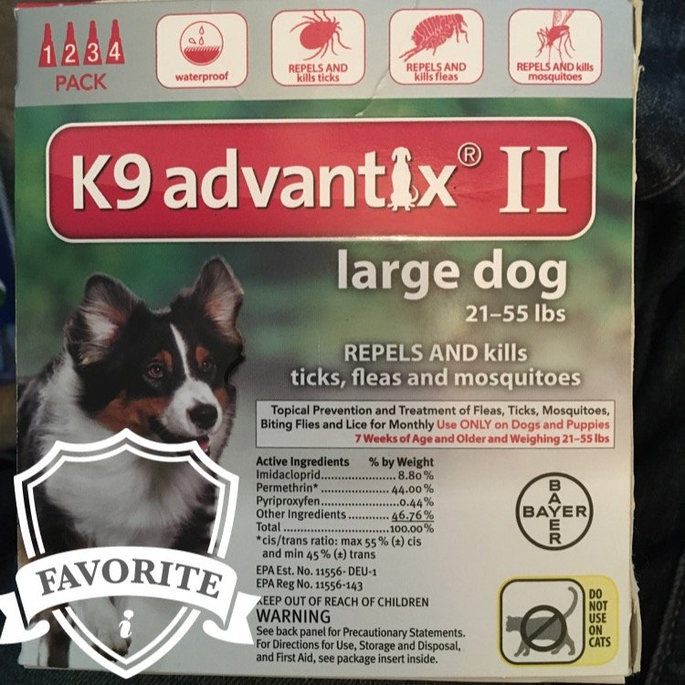 1 2 3 4
PACK
waterproof
REPELS AND
kills ticks
REPELS AND
kills fleas
REPELS AND kills
mosquitoes
K9 advantix® II
large dog
21–55 lbs
REPELS AND kills
ticks, fleas and mosquitoes
Topical Prevention and Treatment of Fleas, Ticks, Mosquitoes,
Biting Flies and Lice for Monthly Use ONLY on Dogs and Puppies
7 Weeks of Age and Older and Weighing 21–55 lbs
Active Ingredients % by Weight
Imidacloprid.................. 8.80%
Permethrin* .................. 44.00%
Pyriproxyfen...................0.44%
Other Ingredients .......... 46.76%
Total ............................100.00%
*cis/trans ratio: max 55% (±) cis
and min 45% (±) trans
BAYER
BAYER
EPA Est. No. 11556- DEU-1
EPA Reg No. 11556-143
KEEP OUT OF REACH OF CHILDREN
WARNING
See back panel for Precautionary Statements.
For Directions for Use, Storage and Disposal,
and First Aid, see package insert inside.
DO
NOT
USE
ON
CATS
FAVORITE
i